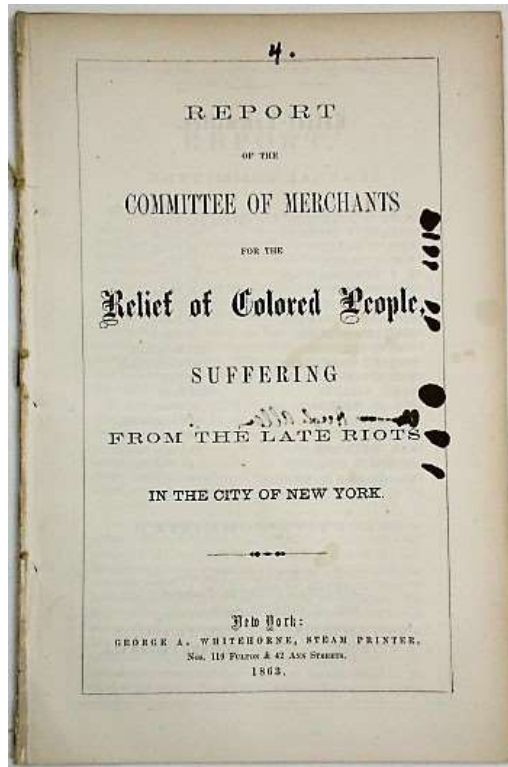 4.
REPORT
OF THE
COMMITTEE OF MERCHANTS
FOR THE
Relief of Colored People,
SUFFERING
FROM THE LATE RIOTS
IN THE CITY OF NEW YORK.
New York:
GEORGE A. WHITEHORNE, STEAM PRINTER,
Nos. 119 Fulton & 42 Ann Streets.
1863.